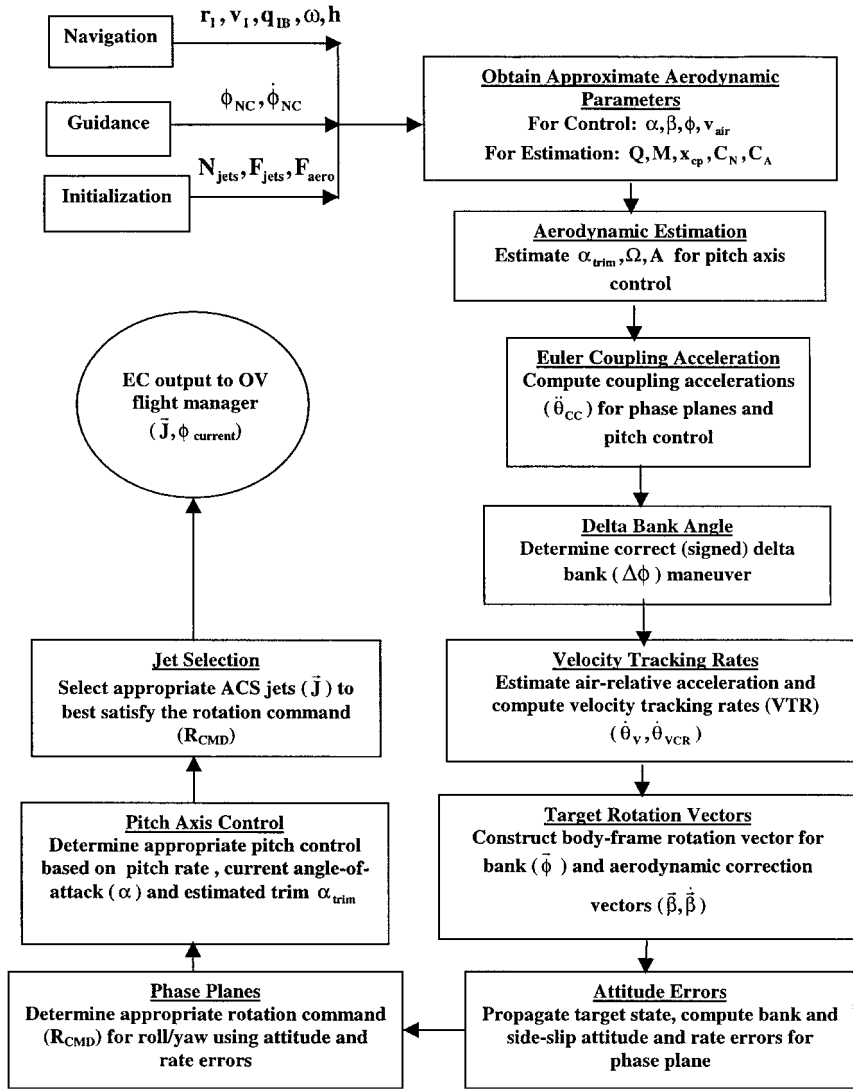 Navigation
r_I, v_I, q_IB, ω, h
Guidance
ϕ_NC, ϕ̇_NC
Initialization
N_jets, F_jets, F_aero
Obtain Approximate Aerodynamic
Parameters
For Control: α, β, ϕ, v_air
For Estimation: Q, M, x_cp, C_N, C_A
Aerodynamic Estimation
Estimate α_trim, Ω, A for pitch axis
control
Euler Coupling Acceleration
Compute coupling accelerations
(θ̈_CC) for phase planes and
pitch control
Delta Bank Angle
Determine correct (signed) delta
bank (Δϕ) maneuver
Velocity Tracking Rates
Estimate air-relative acceleration and
compute velocity tracking rates (VTR)
(θ̇_V, θ̇_VCR)
Target Rotation Vectors
Construct body-frame rotation vector for
bank (ϕ⃗) and aerodynamic correction
vectors (β⃗, β⃗̇)
Attitude Errors
Propagate target state, compute bank and
side-slip attitude and rate errors for
phase plane
Phase Planes
Determine appropriate rotation command
(R_CMD) for roll/yaw using attitude and
rate errors
Pitch Axis Control
Determine appropriate pitch control
based on pitch rate , current angle-of-
attack (α) and estimated trim α_trim
Jet Selection
Select appropriate ACS jets (J⃗) to
best satisfy the rotation command
(R_CMD)
EC output to OV
flight manager
(J⃗, ϕ_current)